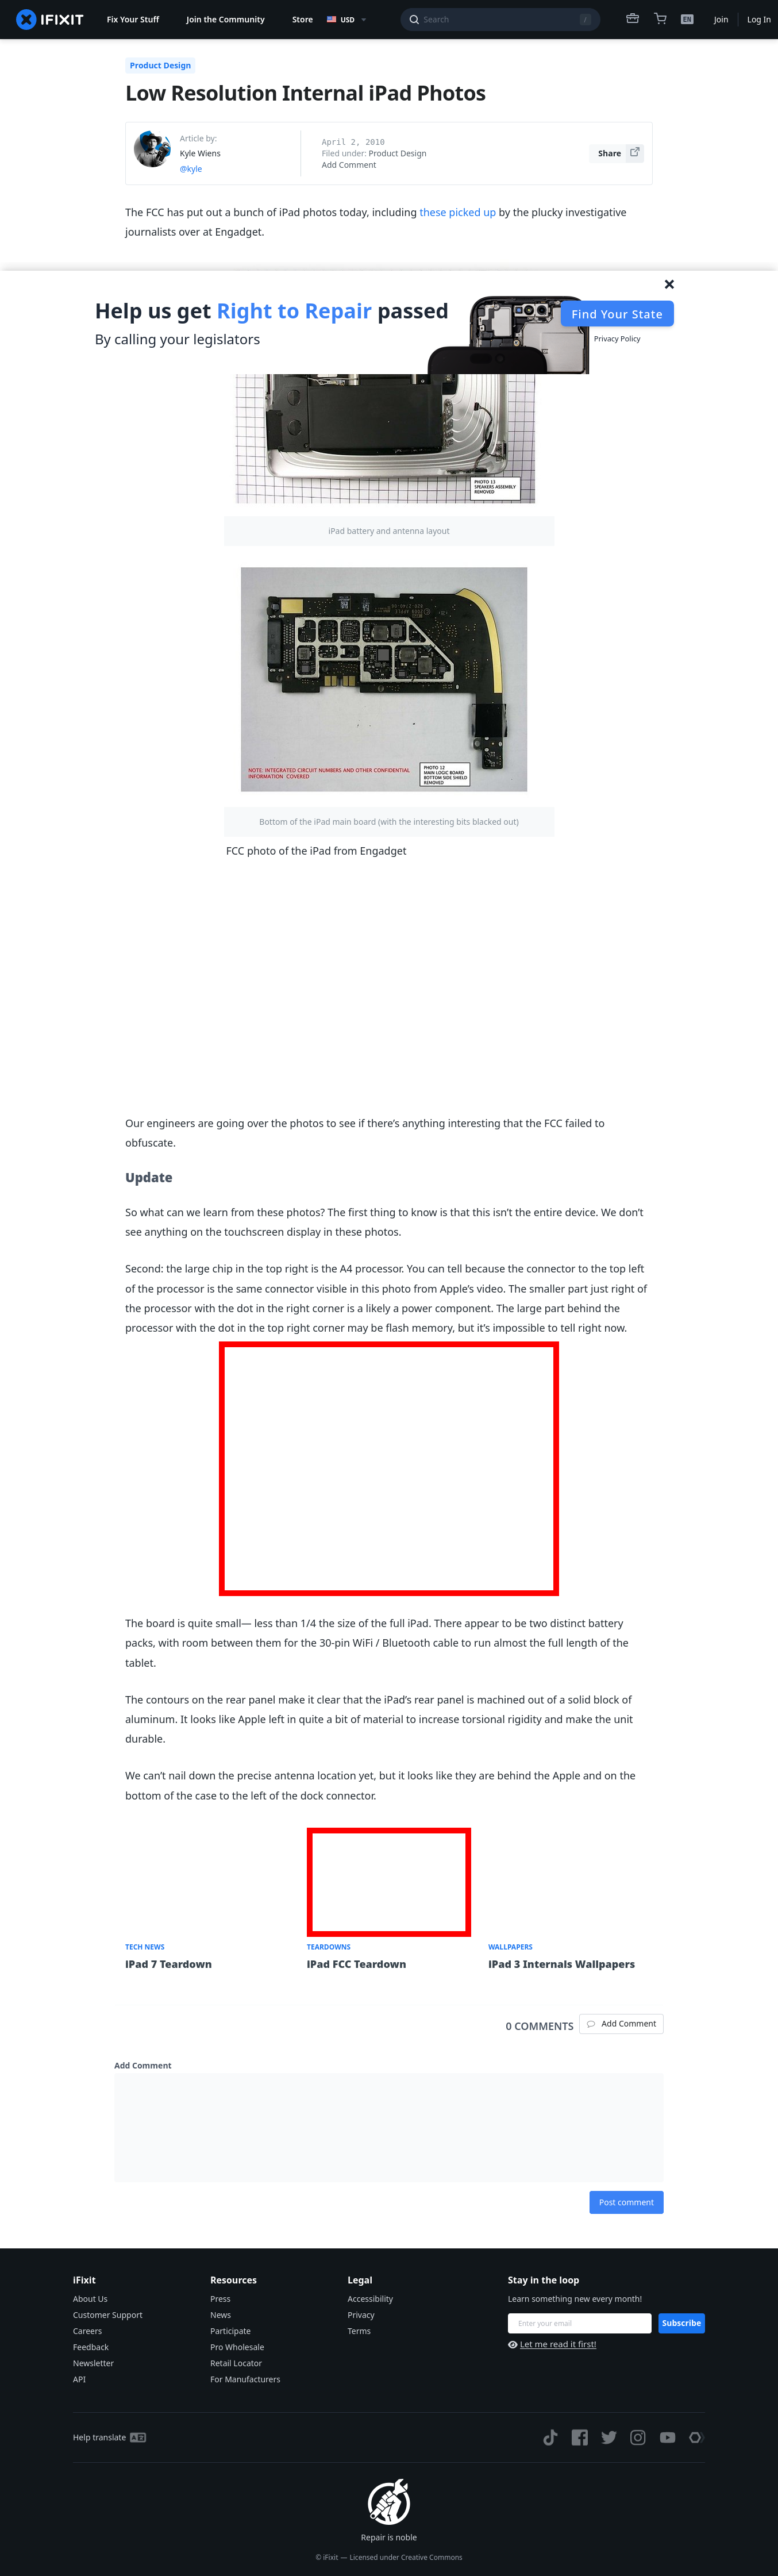 IFIXIT
Fix Your Stuff
Join the Community
Store
USD
Search
/
EN
Join
Log In
Product Design
Low Resolution Internal iPad Photos
Article by:
Kyle Wiens
@kyle
April 2, 2010
Filed under: Product Design
Add Comment
Share
The FCC has put out a bunch of iPad photos today, including these picked up by the plucky investigative
journalists over at Engadget.
Help us get Right to Repair passed
By calling your legislators
Find Your State
Privacy Policy
PHOTO 13
SPEAKERS ASSEMBLY
REMOVED
iPad battery and antenna layout
NOTE: INTEGRATED CIRCUIT NUMBERS AND OTHER CONFIDENTIAL
INFORMATION COVERED
PHOTO 12
MAIN LOGIC BOARD
BOTTOM SIDE SHIELD
REMOVED
Bottom of the iPad main board (with the interesting bits blacked out)
FCC photo of the iPad from Engadget
Our engineers are going over the photos to see if there’s anything interesting that the FCC failed to
obfuscate.
Update
So what can we learn from these photos? The first thing to know is that this isn’t the entire device. We don’t
see anything on the touchscreen display in these photos.
Second: the large chip in the top right is the A4 processor. You can tell because the connector to the top left
of the processor is the same connector visible in this photo from Apple’s video. The smaller part just right of
the processor with the dot in the right corner is a likely a power component. The large part behind the
processor with the dot in the top right corner may be flash memory, but it’s impossible to tell right now.
The board is quite small— less than 1/4 the size of the full iPad. There appear to be two distinct battery
packs, with room between them for the 30-pin WiFi / Bluetooth cable to run almost the full length of the
tablet.
The contours on the rear panel make it clear that the iPad’s rear panel is machined out of a solid block of
aluminum. It looks like Apple left in quite a bit of material to increase torsional rigidity and make the unit
durable.
We can’t nail down the precise antenna location yet, but it looks like they are behind the Apple and on the
bottom of the case to the left of the dock connector.
TECH NEWS
iPad 7 Teardown
TEARDOWNS
iPad FCC Teardown
WALLPAPERS
iPad 3 Internals Wallpapers
0 COMMENTS
Add Comment
Add Comment
Post comment
iFixit
About Us
Customer Support
Careers
Feedback
Newsletter
API
Resources
Press
News
Participate
Pro Wholesale
Retail Locator
For Manufacturers
Legal
Accessibility
Privacy
Terms
Stay in the loop
Learn something new every month!
Enter your email
Subscribe
Let me read it first!
Help translate
Repair is noble
© iFixit — Licensed under Creative Commons